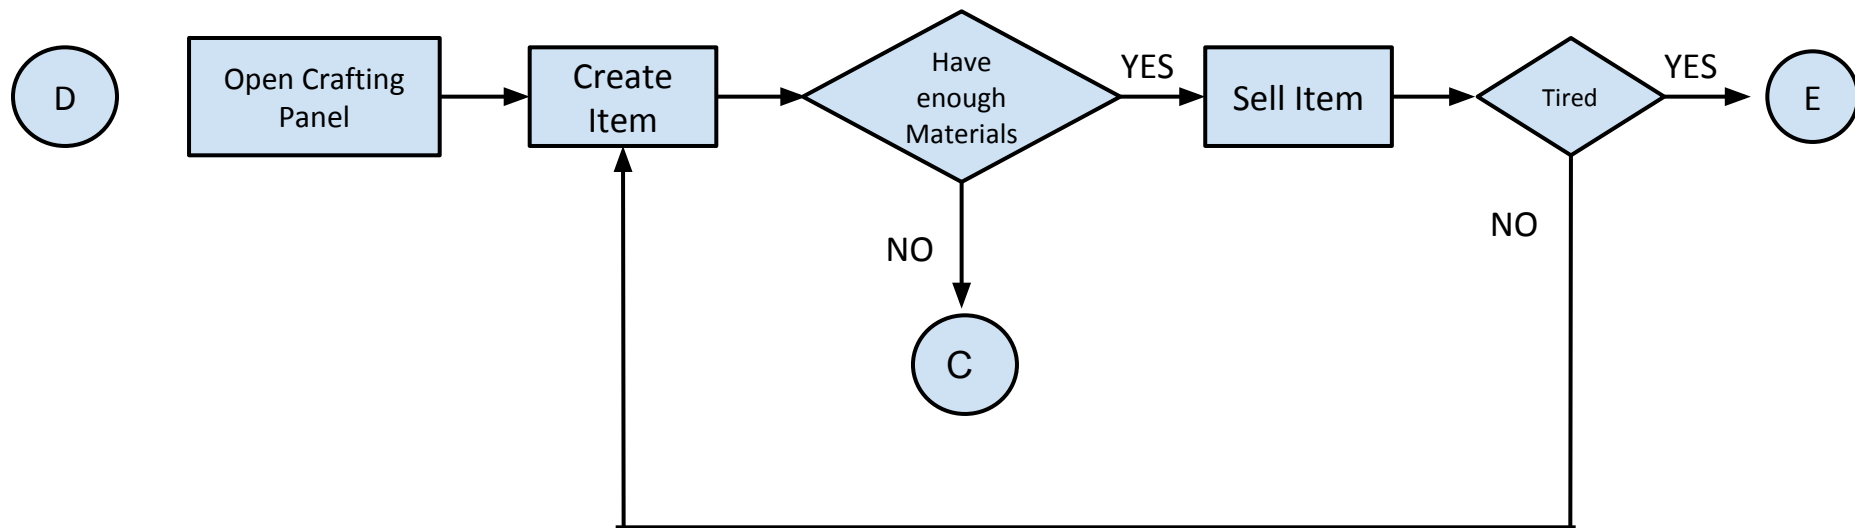 D
Open Crafting
Panel
Create
Item
Have
enough
Materials
YES
Sell Item
Tired
YES
E
NO
NO
C